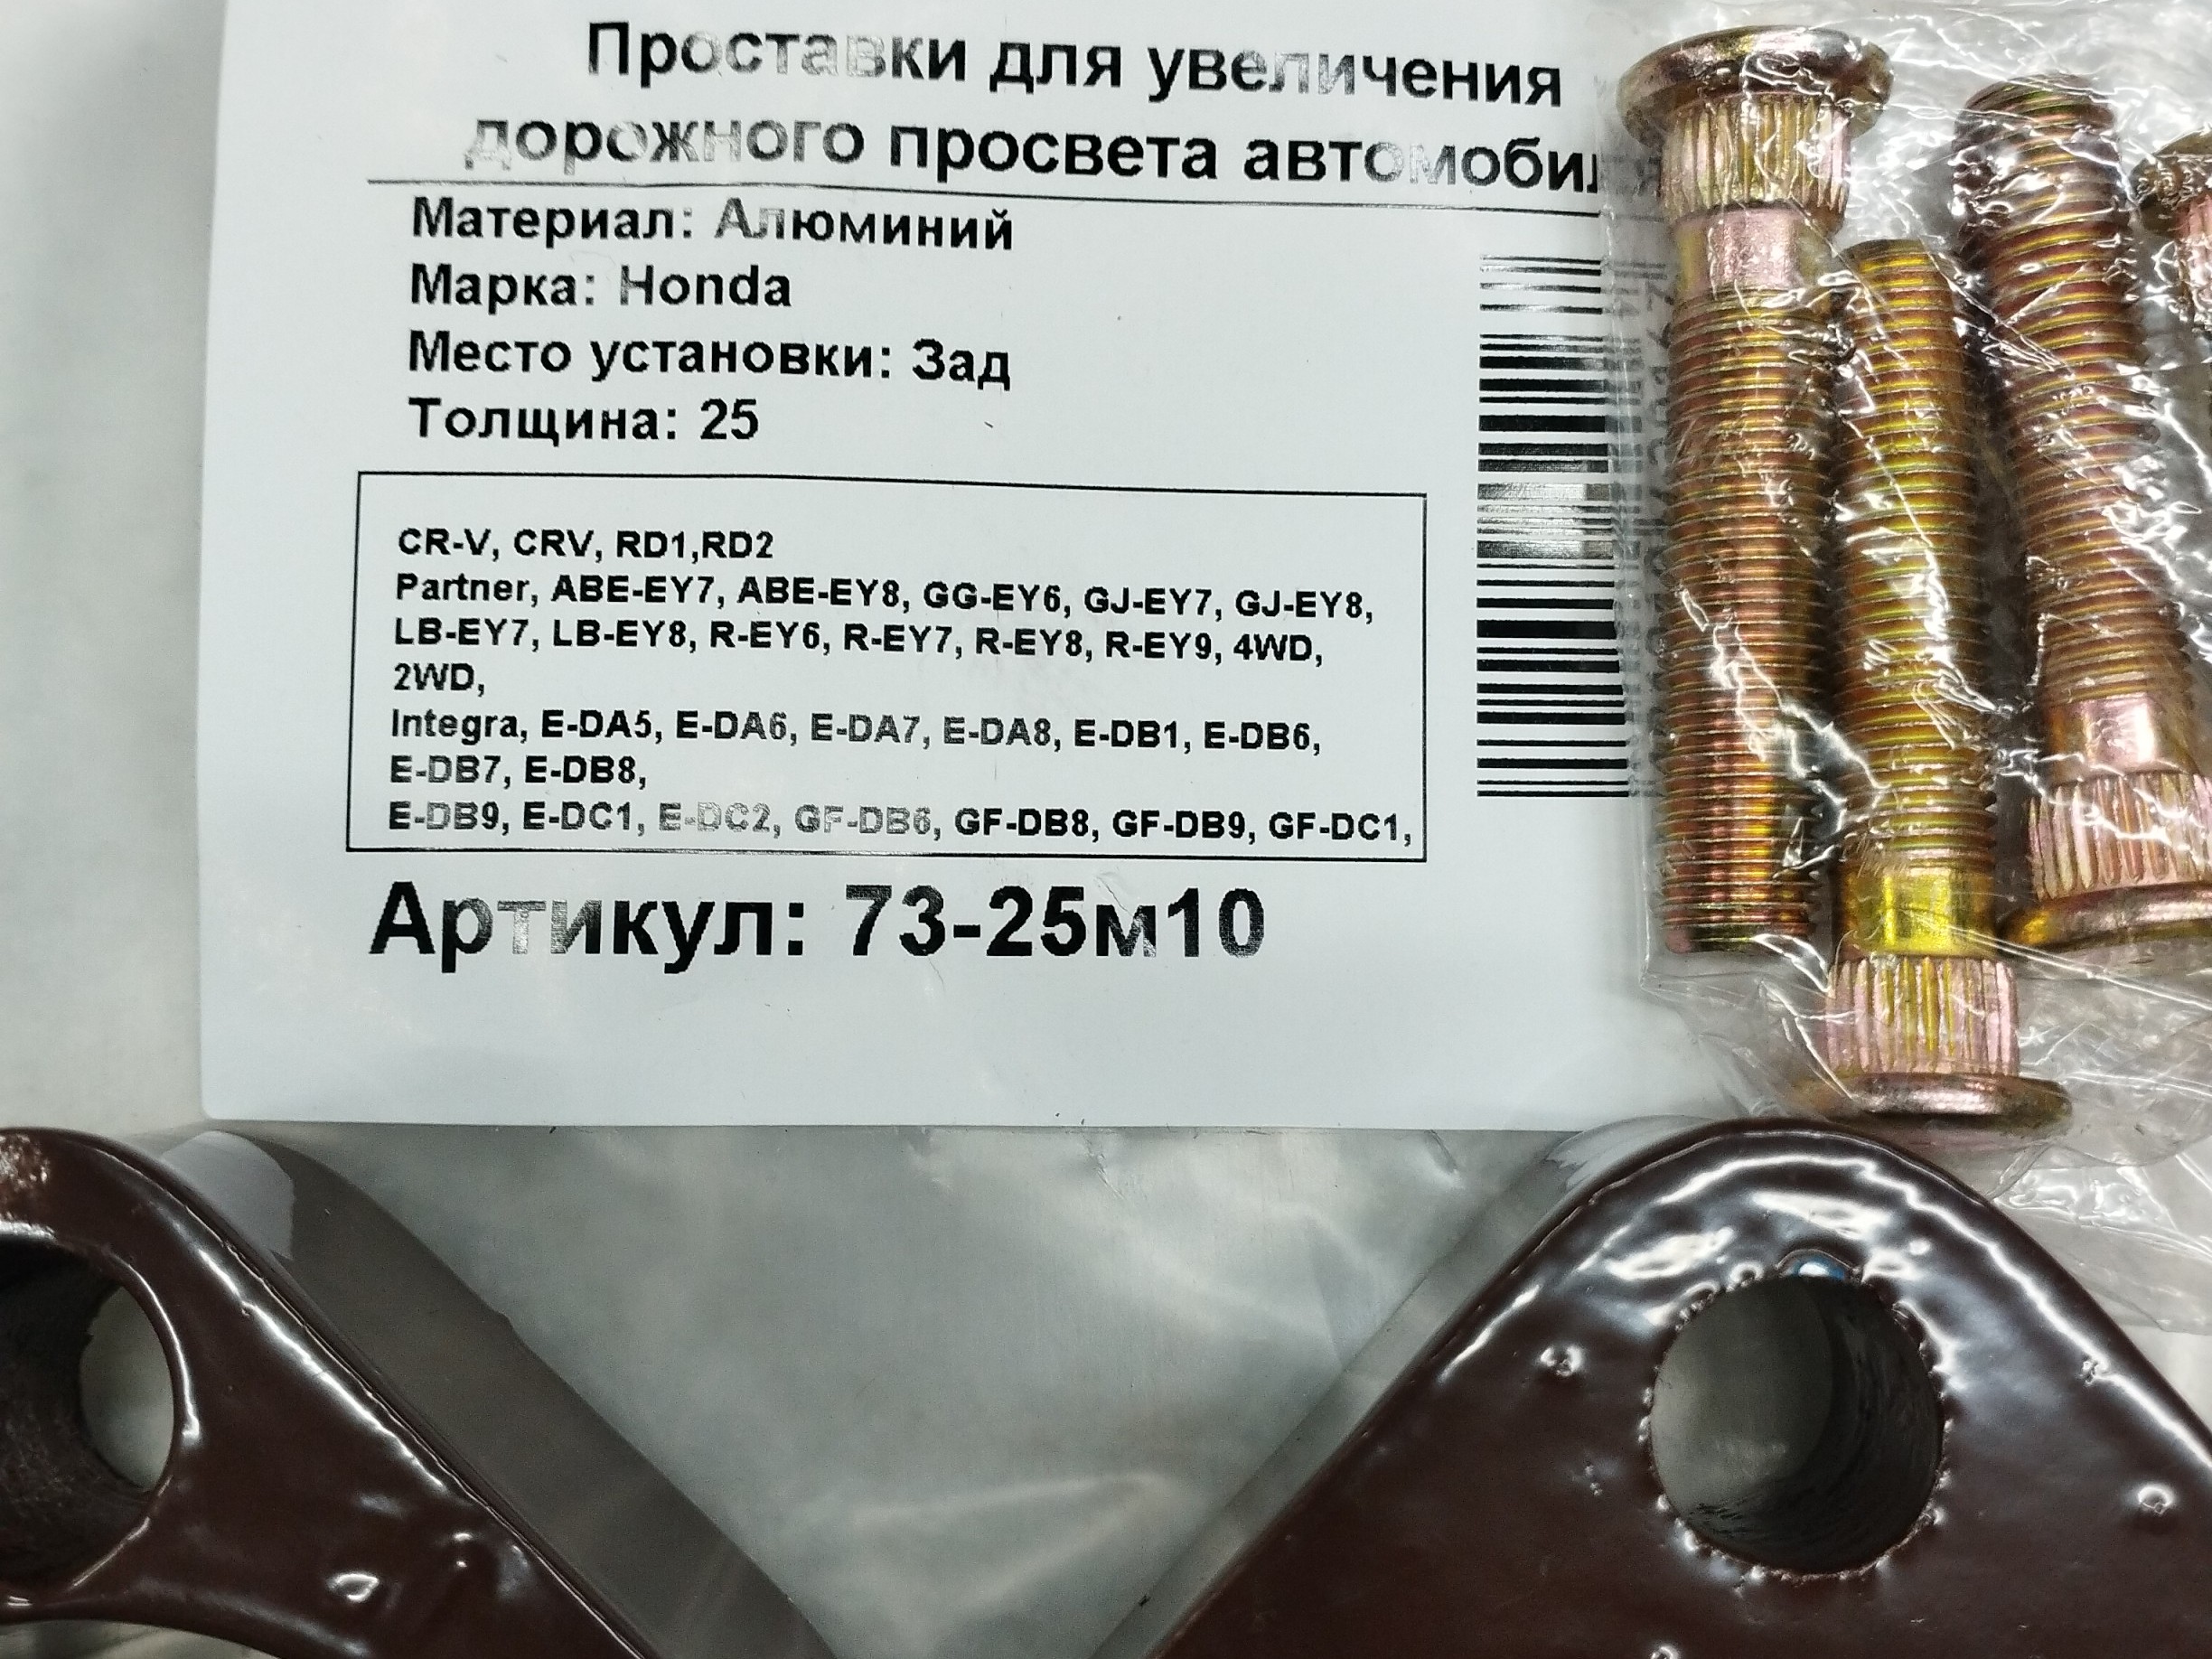 Проставки для увеличения
дорожного просвета
Материал: Алюминий
Марка: Honda
Место установки: Зад
Толщина: 25
CR-V, CRV, RD1,RD2
Partner, ABE-EY7, ABE-EY8, GG-EY6, GJ-EY7, GJ-EY8,
LB-EY7, LB-EY8, R-EY6, R-EY7, R-EY8, R-EY9, 4WD,
2WD,
Integra, E-DA5, E-DA6, E-DA7, E-DA8, E-DB1, E-DB6,
E-DB7, E-DB8,
E-DB9, E-DC1, E-DC2, GF-DB6, GF-DB8, GF-DB9, GF-DC1,
Артикул: 73-25м10